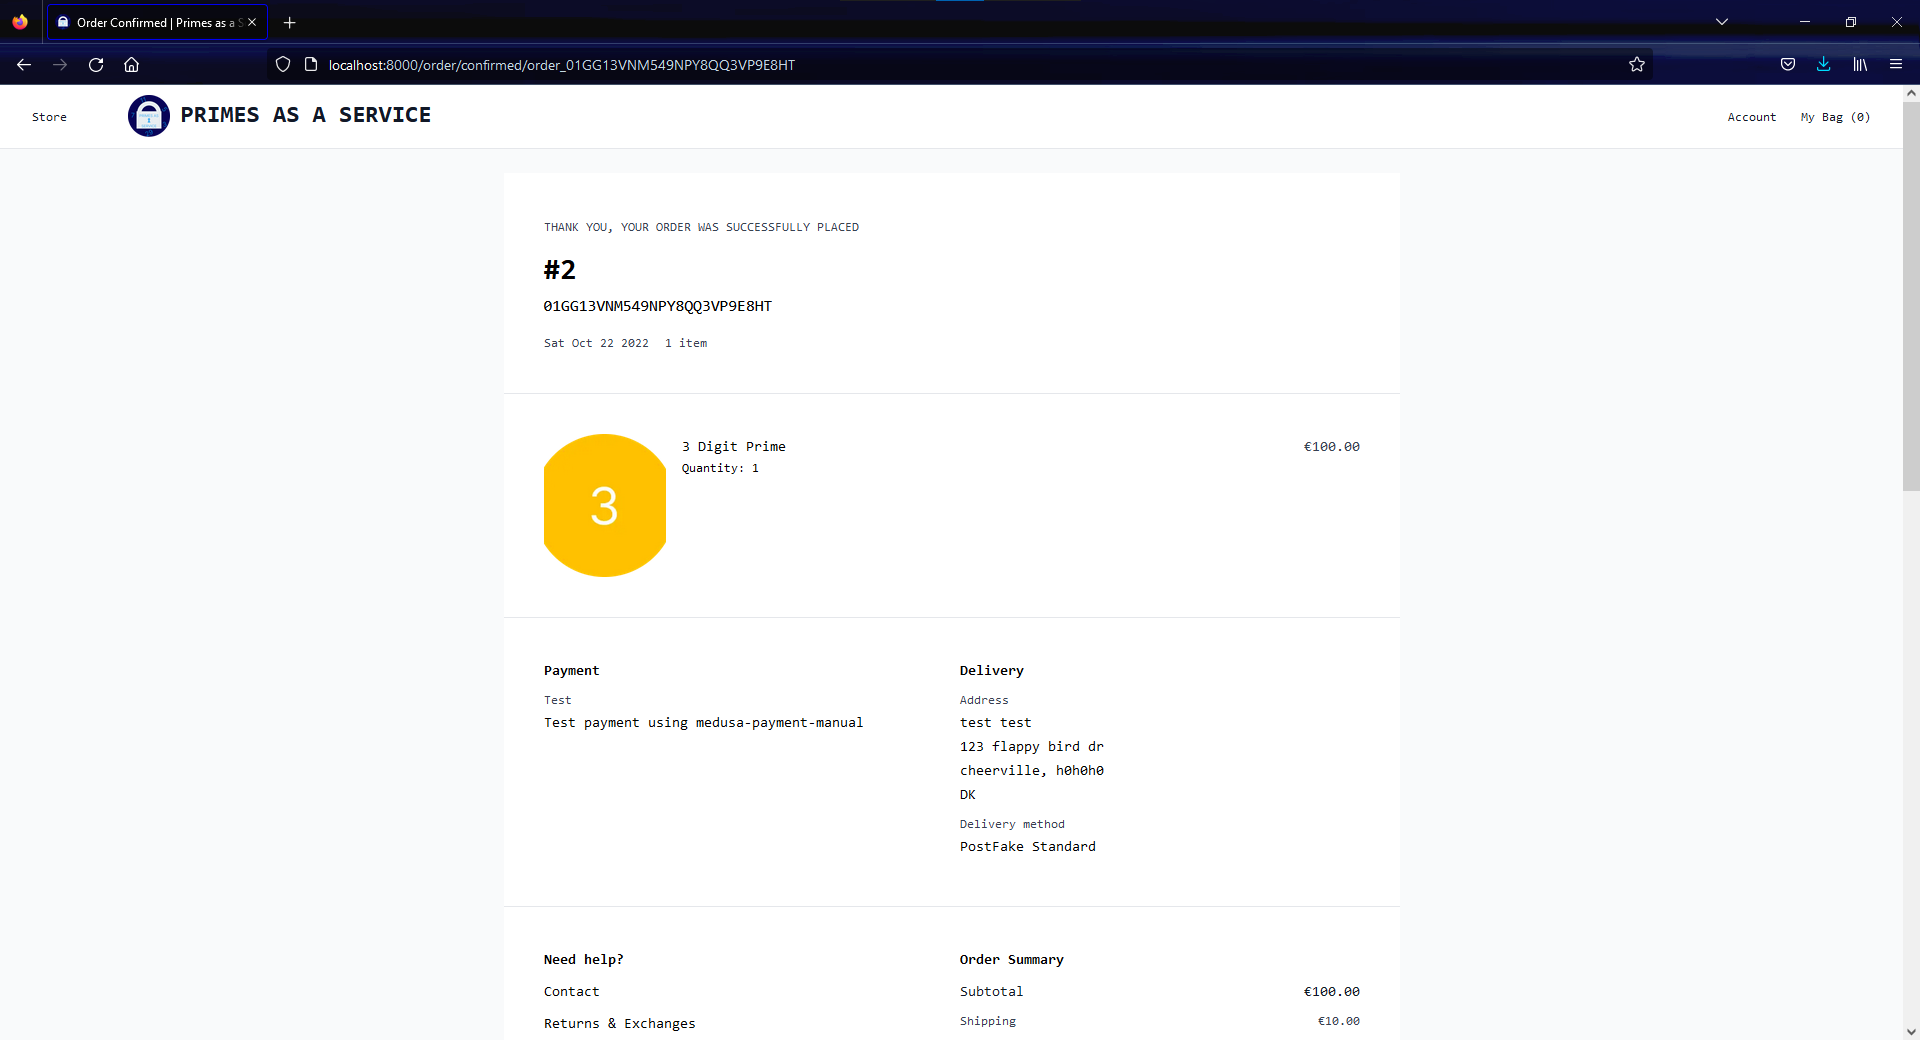 Order Confirmed | Primes as a S
localhost:8000/order/confirmed/order_01GG13VNM549NPY8QQ3VP9E8HT
Store
PRIMES AS A SERVICE
Account
My Bag (0)
THANK YOU, YOUR ORDER WAS SUCCESSFULLY PLACED
#2
01GG13VNM549NPY8QQ3VP9E8HT
Sat Oct 22 2022 1 item
3
3 Digit Prime €100.00
Quantity: 1
Payment
Test
Test payment using medusa-payment-manual
Delivery
Address
test test
123 flappy bird dr
cheerville, h0h0h0
DK
Delivery method
PostFake Standard
Need help?
Contact
Returns & Exchanges
Order Summary
Subtotal €100.00
Shipping €10.00